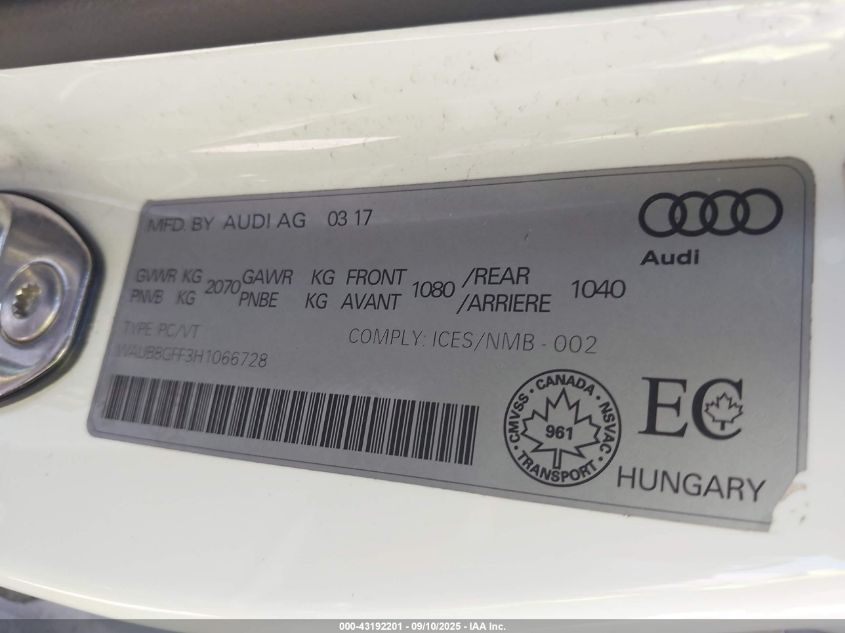 MFD. BY AUDI AG 03 17
Audi
GVWR KG 2070 GAWR KG FRONT 1080 /REAR 1040
PNVB KG PNBE KG AVANT /ARRIERE
TYPE PC/VT
COMPLY: ICES/NMB - 002
WAUB8GFF3H1066728
CMVSS · CANADA · NSVAC · TRANSPORT ·
961
EC
HUNGARY
000-43192201 - 09/10/2025 - IAA Inc.